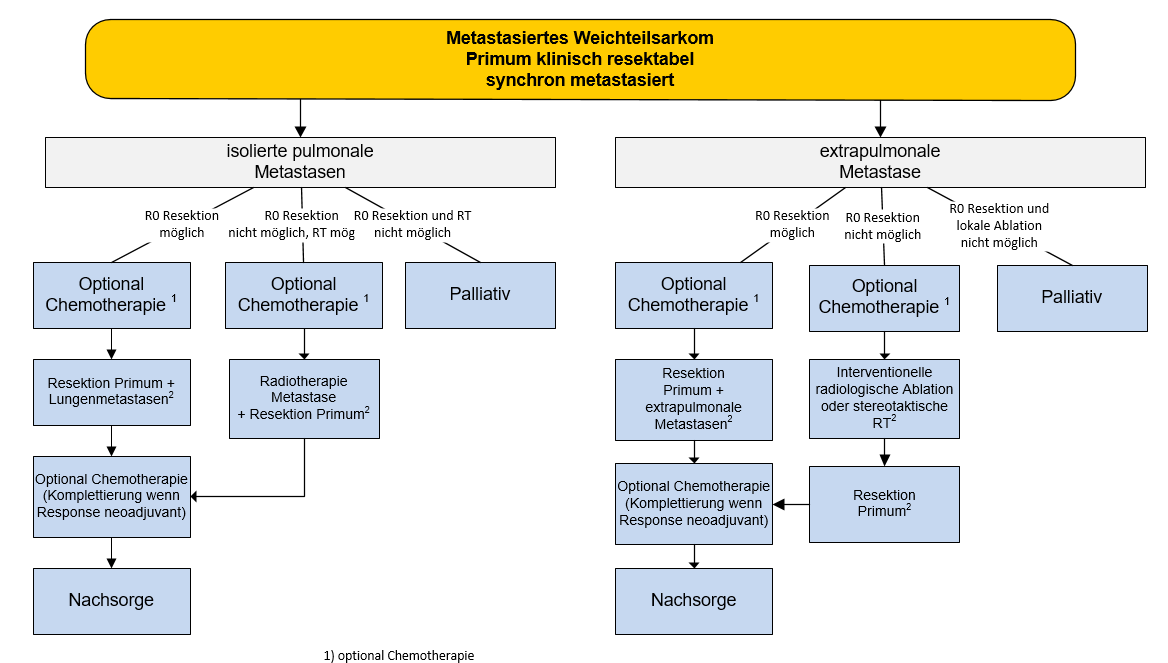 Metastasiertes Weichteilsarkom
Primum klinisch resektabel
synchron metastasiert
isolierte pulmonale
Metastasen
extrapulmonale
Metastase
R0 Resektion
möglich
R0 Resektion
nicht möglich, RT mög
R0 Resektion und RT
nicht möglich
R0 Resektion
möglich
R0 Resektion
nicht möglich
R0 Resektion und
lokale Ablation
nicht möglich
Optional
Chemotherapie 1
Optional
Chemotherapie 1
Palliativ
Optional
Chemotherapie 1
Optional
Chemotherapie 1
Palliativ
Resektion Primum +
Lungenmetastasen2
Radiotherapie
Metastase
+ Resektion Primum2
Resektion
Primum +
extrapulmonale
Metastasen2
Interventionelle
radiologische Ablation
oder stereotaktische
RT2
Optional Chemotherapie
(Komplettierung wenn
Response neoadjuvant)
Optional Chemotherapie
(Komplettierung wenn
Response neoadjuvant)
Resektion
Primum2
Nachsorge
Nachsorge
1) optional Chemotherapie